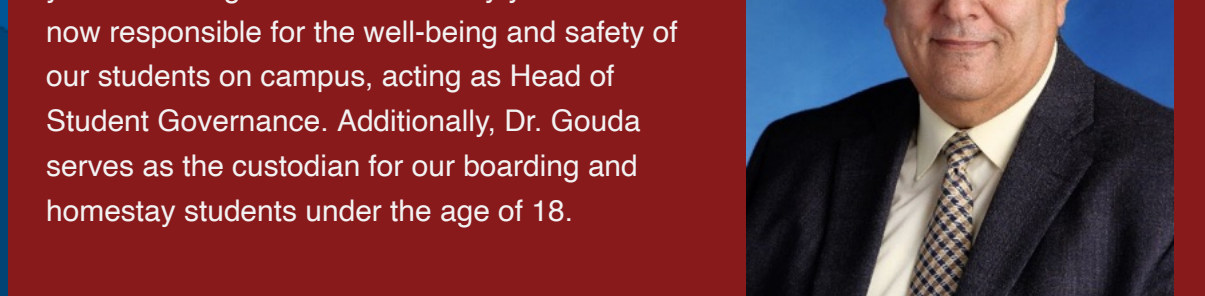 now responsible for the well-being and safety of
our students on campus, acting as Head of
Student Governance. Additionally, Dr. Gouda
serves as the custodian for our boarding and
homestay students under the age of 18.